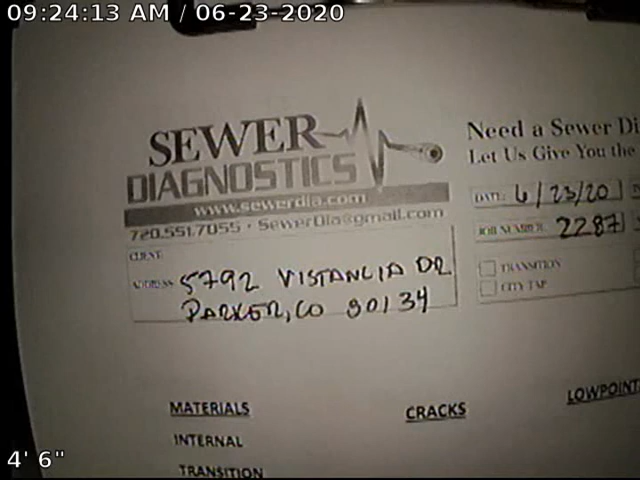 09:24:13 AM / 06-23-2020
SEWER
DIAGNOSTICS
www.sewerdia.com
720.551.7055 · SewerDia@gmail.com
Need a Sewer Di
Let Us Give You the
DATE: 6/23/20
JOB NUMBER: 2287
CLIENT:
ADDRESS: 5792 VISTANCIA DR
PARKER, CO 80134
TRANSITION
CITY TAP
MATERIALS
CRACKS
LOWPOINT
INTERNAL
TRANSITION
4' 6"